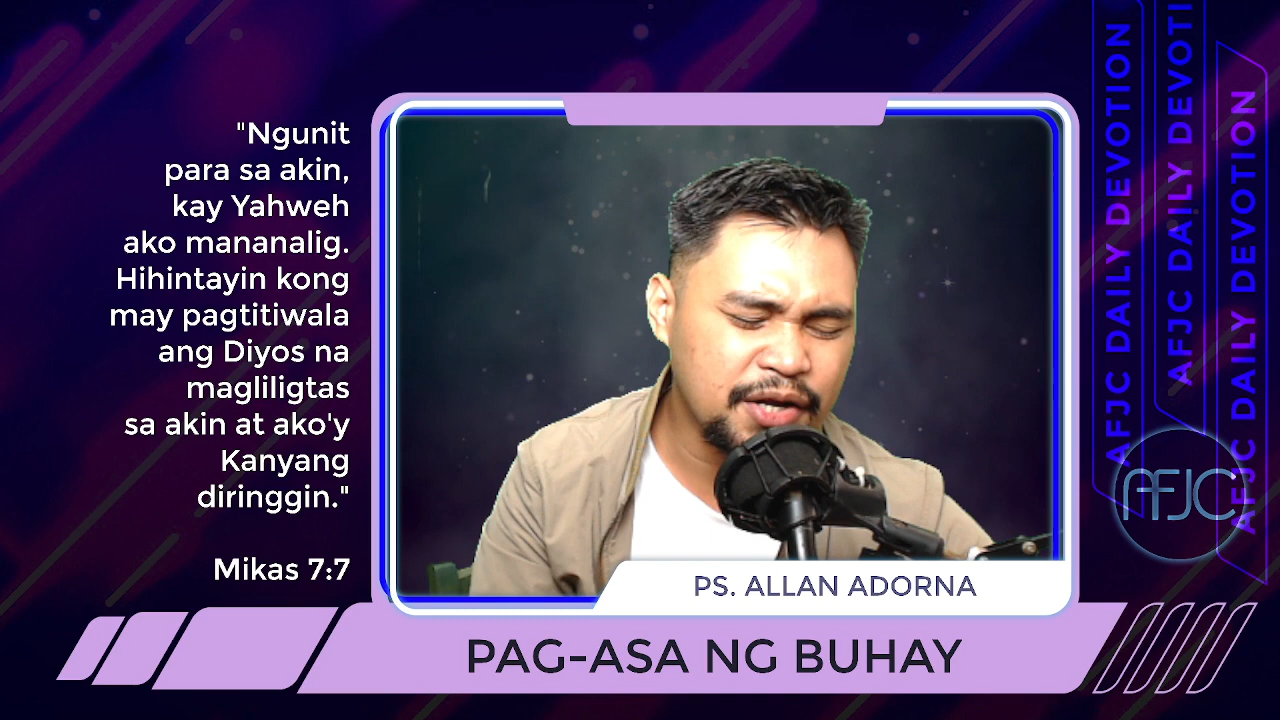 "Ngunit
para sa akin,
kay Yahweh
ako mananalig.
Hihintayin kong
may pagtitiwala
ang Diyos na
magliligtas
sa akin at ako'y
Kanyang
diringgin."
Mikas 7:7
PS. ALLAN ADORNA
PAG-ASA NG BUHAY
AFJC DAILY DEVOTION
AFJC DAILY DEVOTI
AFJC DAILY DEVOTION
AFJC